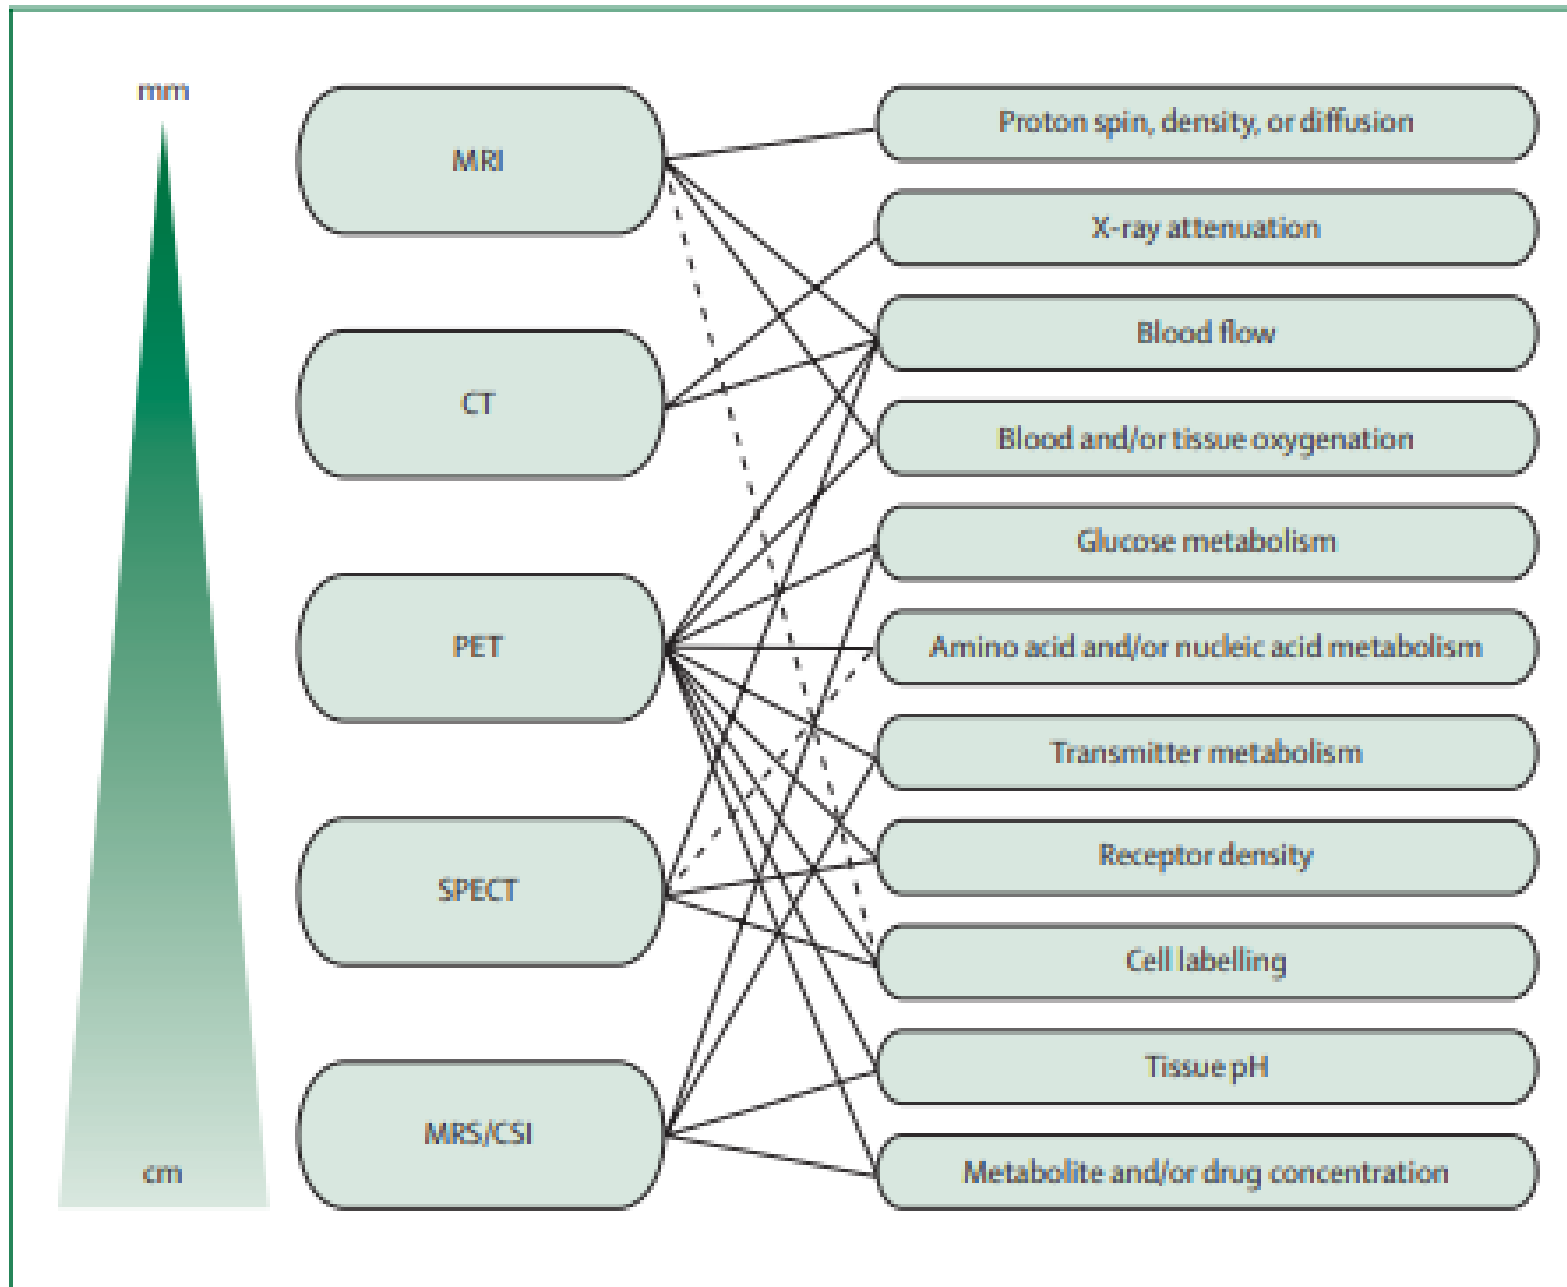 mm
MRI
CT
PET
SPECT
MRS/CSI
cm
Proton spin, density, or diffusion
X-ray attenuation
Blood flow
Blood and/or tissue oxygenation
Glucose metabolism
Amino acid and/or nucleic acid metabolism
Transmitter metabolism
Receptor density
Cell labelling
Tissue pH
Metabolite and/or drug concentration